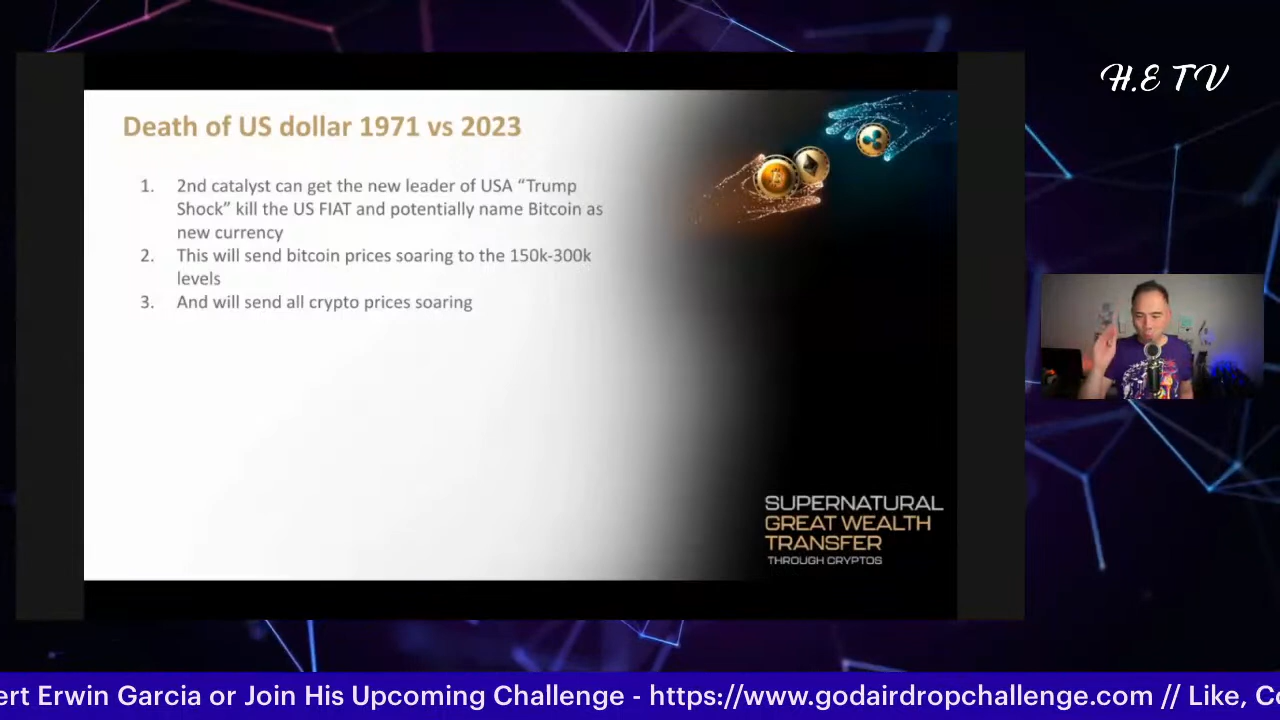 H.E TV
Death of US dollar 1971 vs 2023
1. 2nd catalyst can get the new leader of USA “Trump
Shock” kill the US FIAT and potentially name Bitcoin as
new currency
2. This will send bitcoin prices soaring to the 150k-300k
levels
3. And will send all crypto prices soaring
SUPERNATURAL
GREAT WEALTH
TRANSFER
THROUGH CRYPTOS
ert Erwin Garcia or Join His Upcoming Challenge - https://www.godairdropchallenge.com // Like, Co